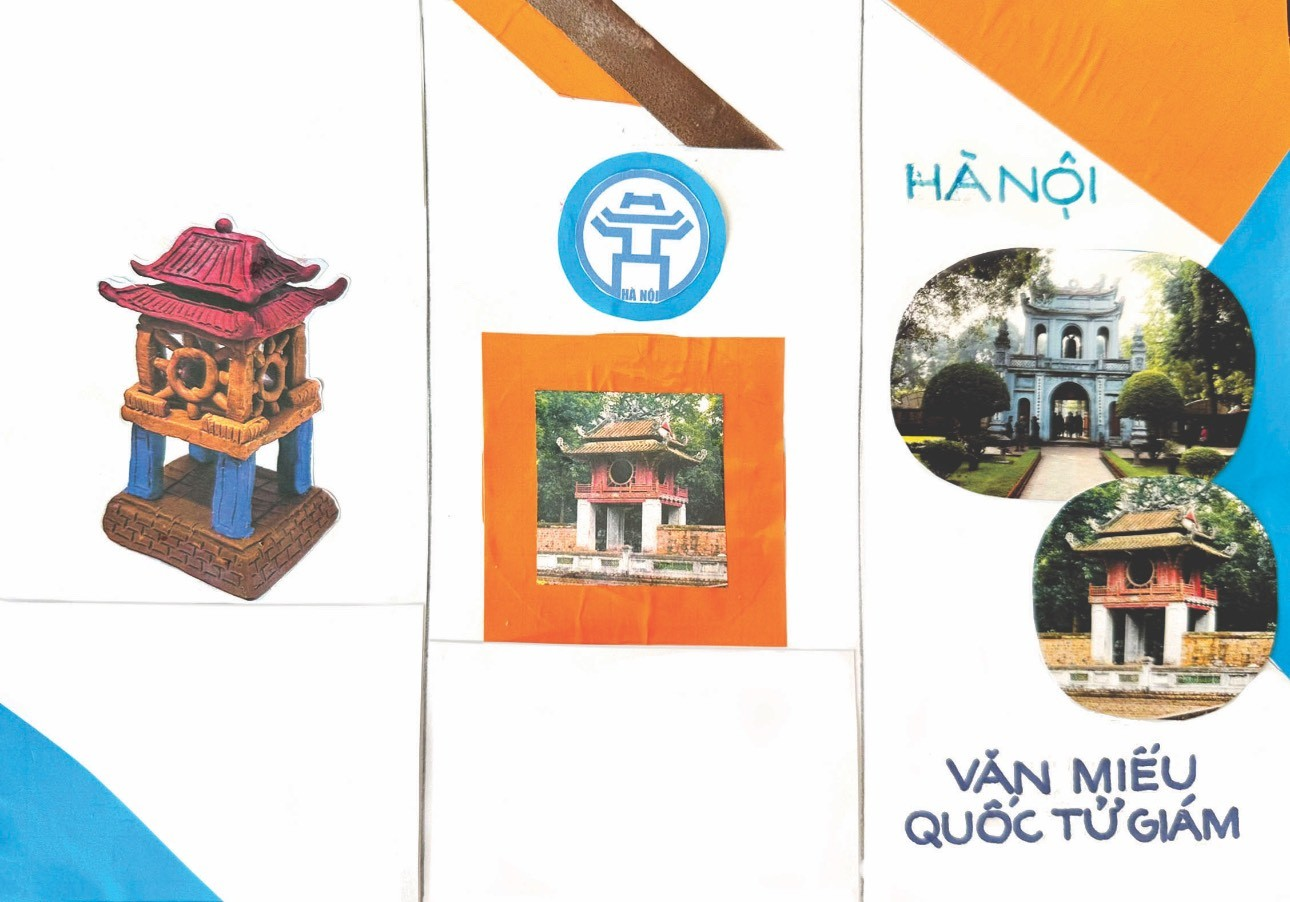 HÀ NỘI
HÀ NỘI
VĂN MIẾU
QUỐC TỬ GIÁM